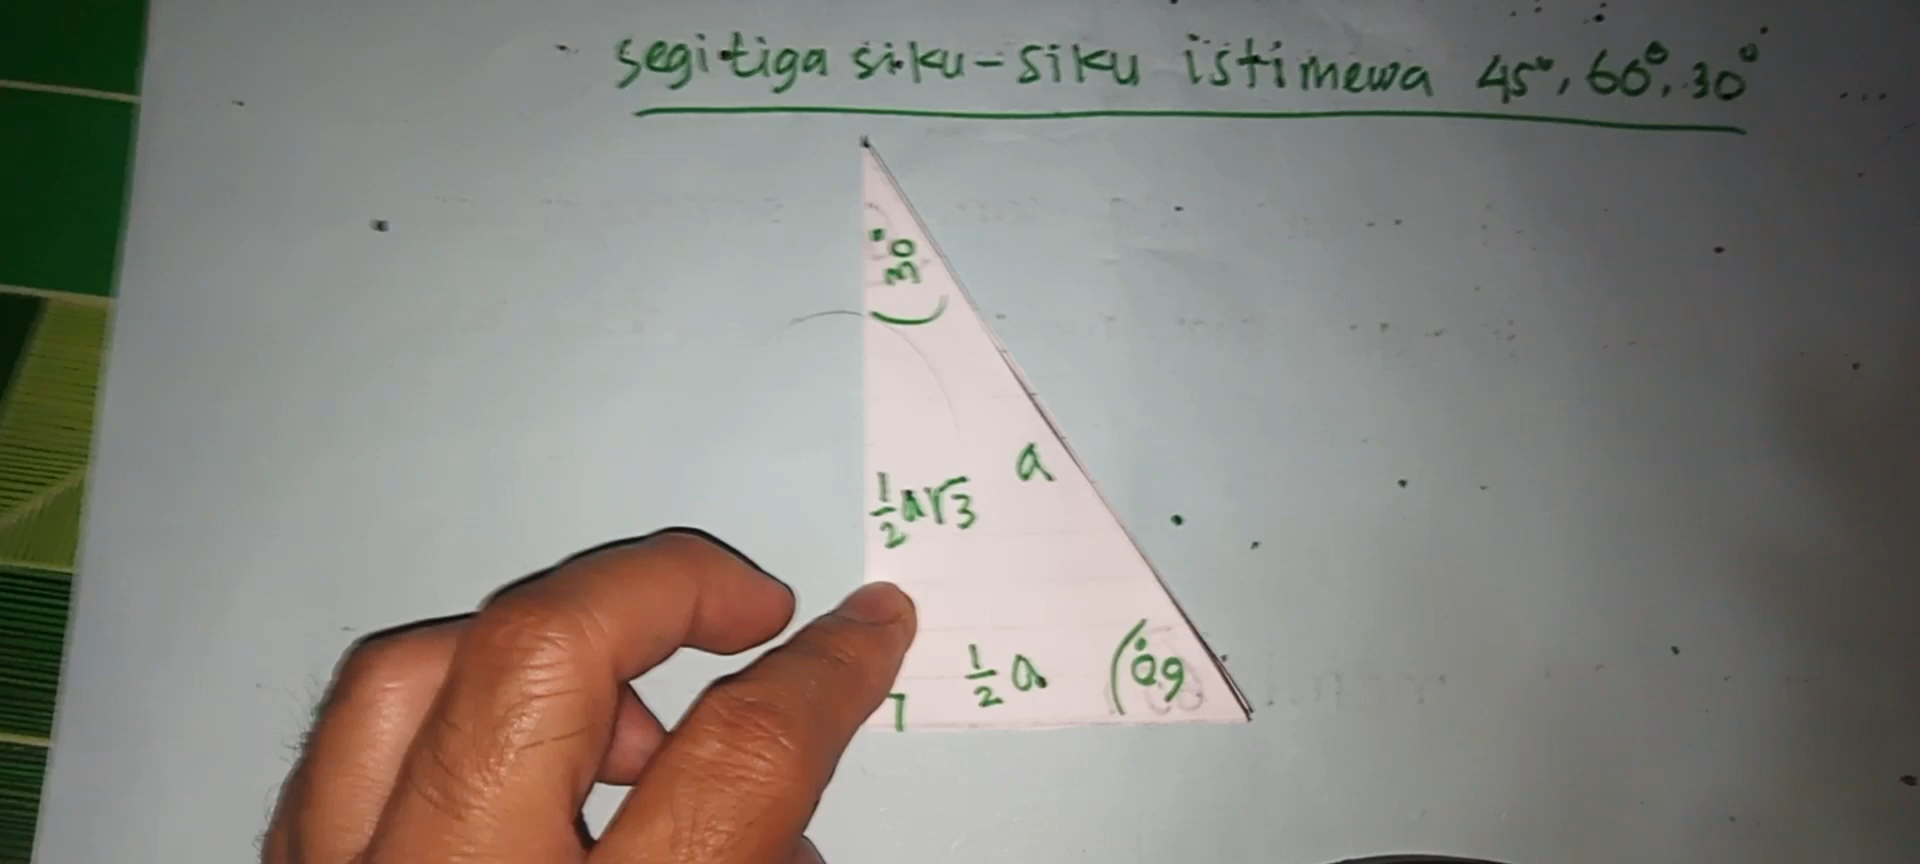 segitiga siku-siku istimewa 45°, 60°, 30°
30°
a
½a√3
½a
60°